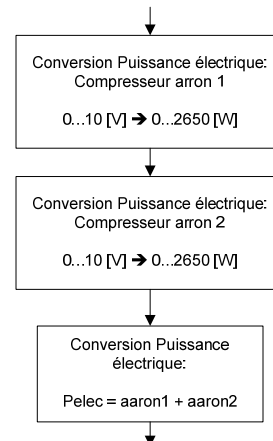 Conversion Puissance électrique:
Compresseur arron 1
0...10 [V] ➔ 0...2650 [W]
Conversion Puissance électrique:
Compresseur arron 2
0...10 [V] ➔ 0...2650 [W]
Conversion Puissance
électrique:
Pelec = aaron1 + aaron2